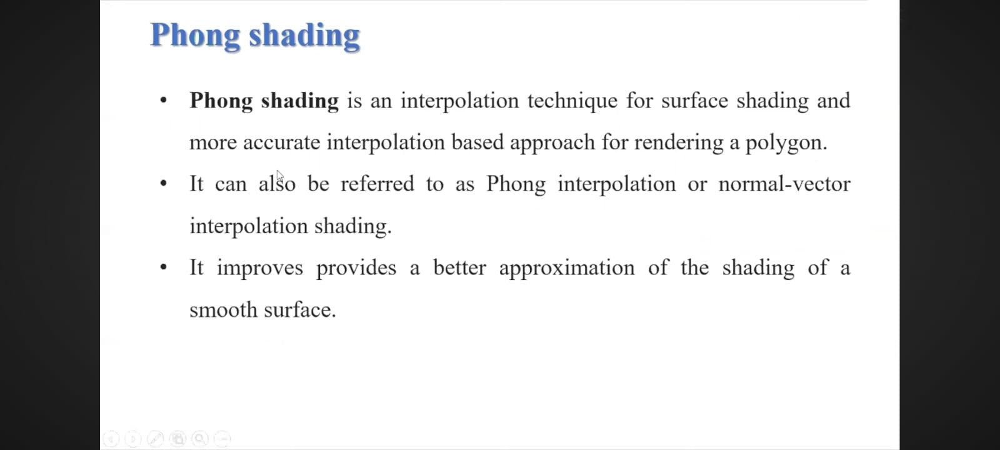 Phong shading
• Phong shading is an interpolation technique for surface shading and
more accurate interpolation based approach for rendering a polygon.
• It can also be referred to as Phong interpolation or normal-vector
interpolation shading.
• It improves provides a better approximation of the shading of a
smooth surface.